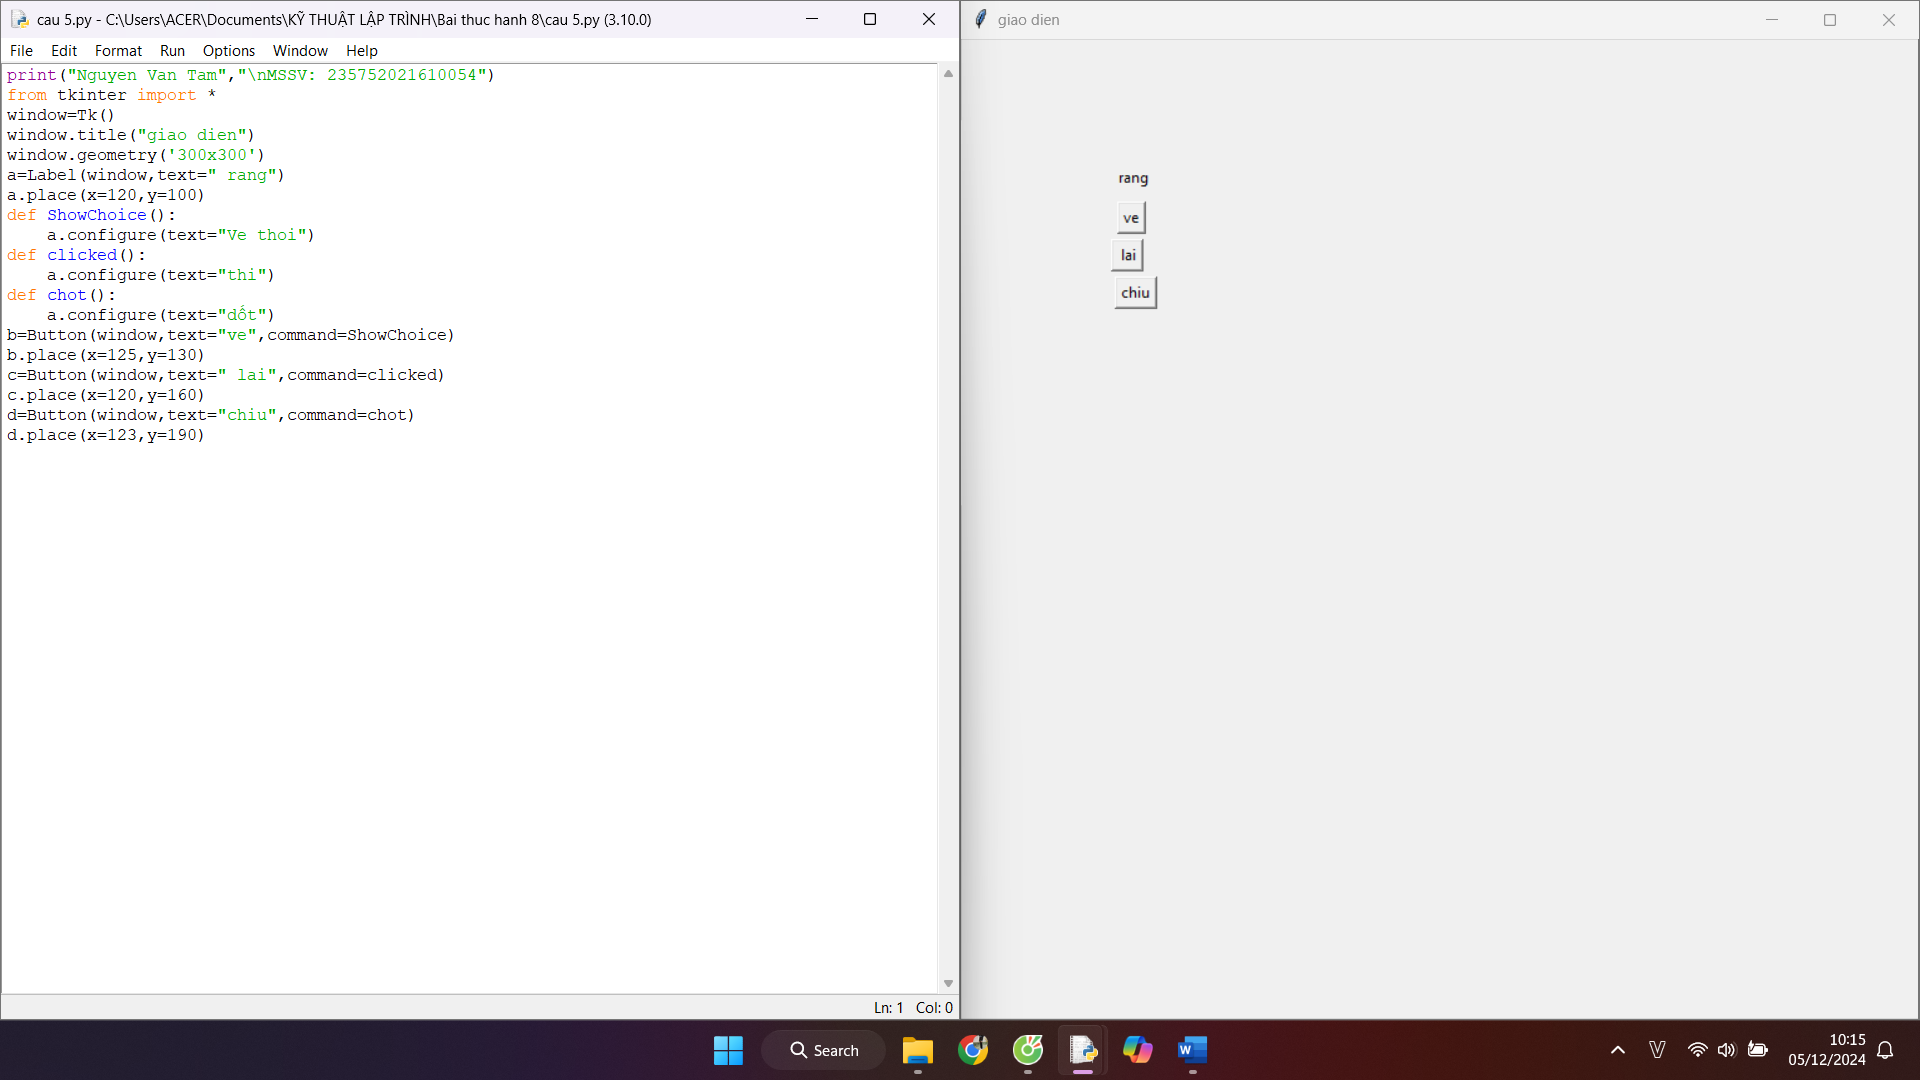 cau 5.py - C:\Users\ACER\Documents\KỸ THUẬT LẬP TRÌNH\Bai thuc hanh 8\cau 5.py (3.10.0)
File Edit Format Run Options Window Help
print("Nguyen Van Tam","\nMSSV: 235752021610054")
from tkinter import *
window=Tk()
window.title("giao dien")
window.geometry('300x300')
a=Label(window,text=" rang")
a.place(x=120,y=100)
def ShowChoice():
    a.configure(text="Ve thoi")
def clicked():
    a.configure(text="thi")
def chot():
    a.configure(text="dốt")
b=Button(window,text="ve",command=ShowChoice)
b.place(x=125,y=130)
c=Button(window,text=" lai",command=clicked)
c.place(x=120,y=160)
d=Button(window,text="chiu",command=chot)
d.place(x=123,y=190)
Ln: 1 Col: 0
giao dien
rang
ve
lai
chiu
Search
10:15
05/12/2024